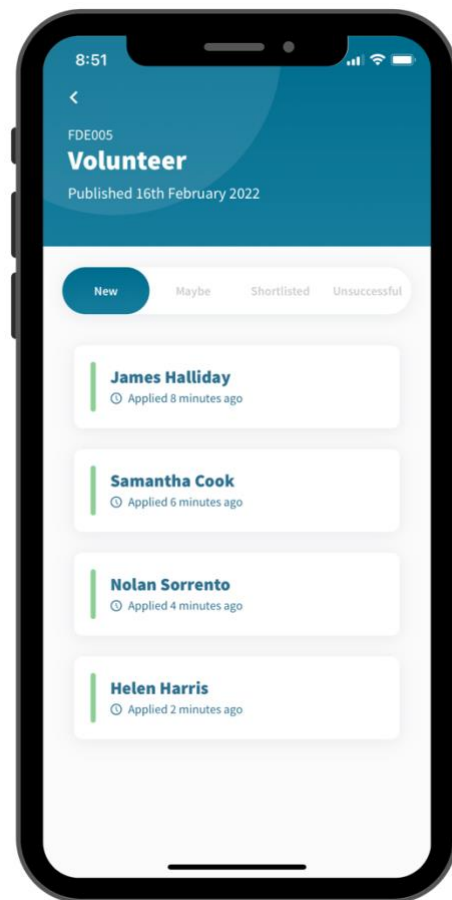 8:51
FDE005
Volunteer
Published 16th February 2022
New Maybe Shortlisted Unsuccessful
James Halliday
Applied 8 minutes ago
Samantha Cook
Applied 6 minutes ago
Nolan Sorrento
Applied 4 minutes ago
Helen Harris
Applied 2 minutes ago